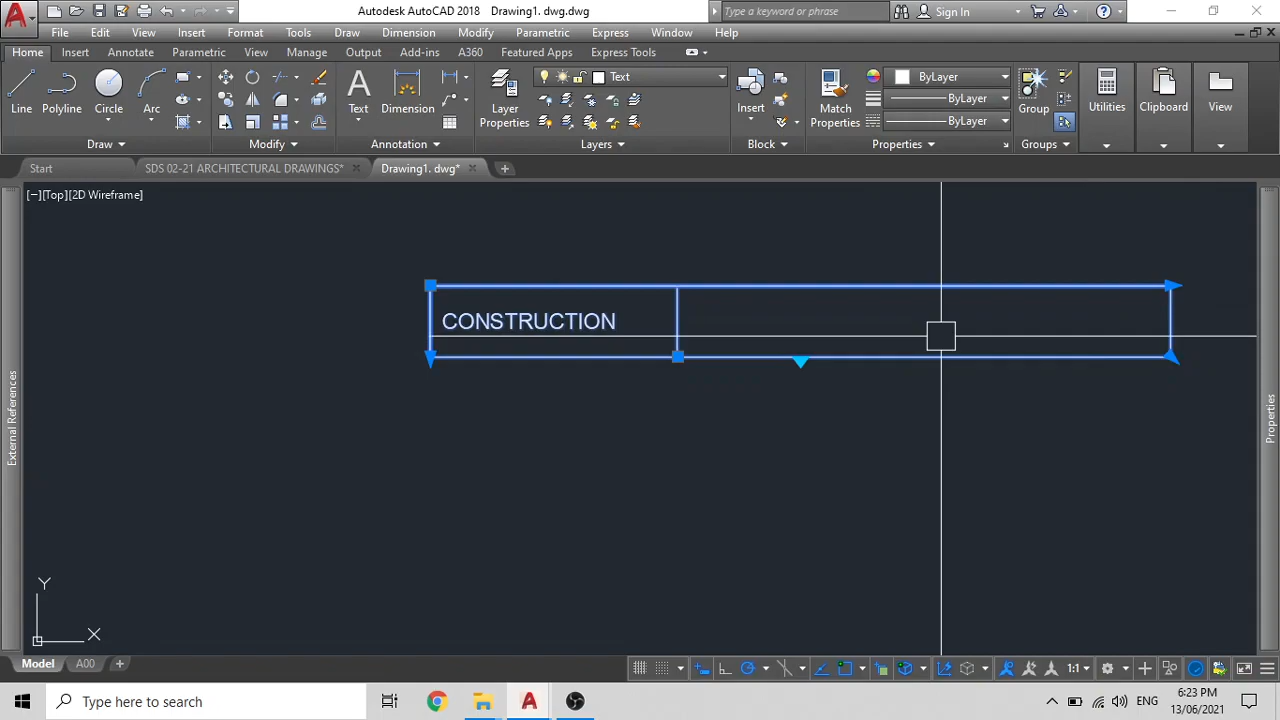 Autodesk AutoCAD 2018 Drawing1. dwg.dwg
Type a keyword or phrase
Sign In
File Edit View Insert Format Tools Draw Dimension Modify Parametric Express Window Help
Home Insert Annotate Parametric View Manage Output Add-ins A360 Featured Apps Express Tools
Line Polyline Circle Arc
Text Dimension
Layer Properties
Text
Insert
Match Properties
ByLayer
ByLayer
ByLayer
Group
Utilities
Clipboard
View
Draw Modify Annotation Layers Block Properties Groups
Start SDS 02-21 ARCHITECTURAL DRAWINGS* Drawing1. dwg*
[−][Top][2D Wireframe]
CONSTRUCTION
External References
Properties
Y
X
Model A00
1:1
Type here to search
ENG
6:23 PM
13/06/2021